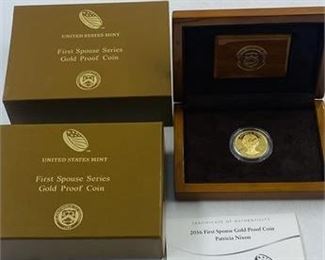 UNITED STATES MINT
First Spouse Series
Gold Proof Coin
UNITED STATES MINT
First Spouse Series
Gold Proof Coin
CERTIFICATE OF AUTHENTICITY
2016 First Spouse Gold Proof Coin
Patricia Nixon